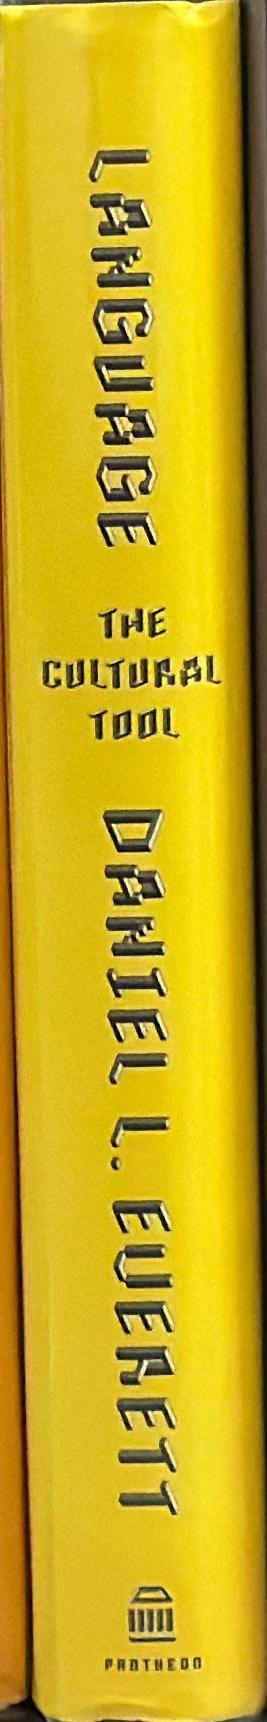 LANGUAGE
THE
CULTURAL
TOOL
DANIEL L. EVERETT
PANTHEON